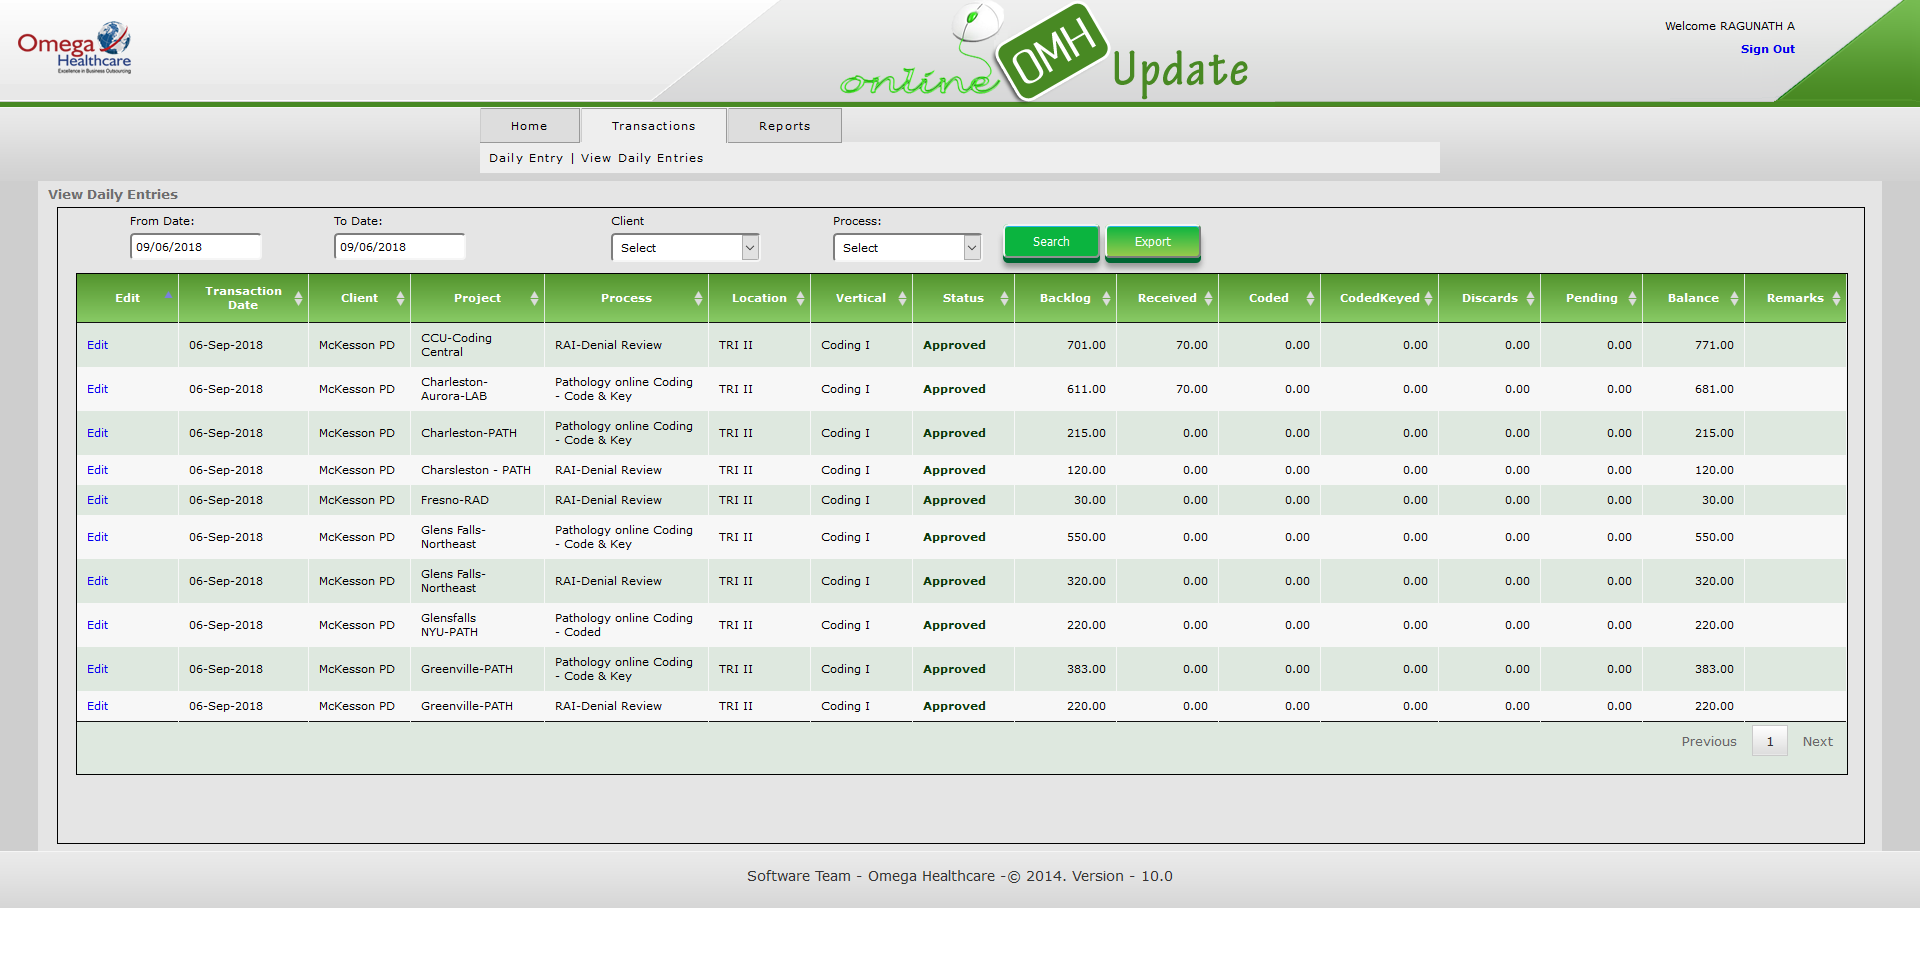 Omega
Healthcare
Excellence in Business Outsourcing
online OMH Update
Welcome RAGUNATH A
Sign Out
Home Transactions Reports
Daily Entry | View Daily Entries
View Daily Entries
From Date: To Date: Client Process:
09/06/2018 09/06/2018 Select Select Search Export
Edit Transaction Date Client Project Process Location Vertical Status Backlog Received Coded CodedKeyed Discards Pending Balance Remarks
Edit 06-Sep-2018 McKesson PD CCU-Coding Central RAI-Denial Review TRI II Coding I Approved 701.00 70.00 0.00 0.00 0.00 0.00 771.00
Edit 06-Sep-2018 McKesson PD Charleston-Aurora-LAB Pathology online Coding - Code & Key TRI II Coding I Approved 611.00 70.00 0.00 0.00 0.00 0.00 681.00
Edit 06-Sep-2018 McKesson PD Charleston-PATH Pathology online Coding - Code & Key TRI II Coding I Approved 215.00 0.00 0.00 0.00 0.00 0.00 215.00
Edit 06-Sep-2018 McKesson PD Charsleston - PATH RAI-Denial Review TRI II Coding I Approved 120.00 0.00 0.00 0.00 0.00 0.00 120.00
Edit 06-Sep-2018 McKesson PD Fresno-RAD RAI-Denial Review TRI II Coding I Approved 30.00 0.00 0.00 0.00 0.00 0.00 30.00
Edit 06-Sep-2018 McKesson PD Glens Falls-Northeast Pathology online Coding - Code & Key TRI II Coding I Approved 550.00 0.00 0.00 0.00 0.00 0.00 550.00
Edit 06-Sep-2018 McKesson PD Glens Falls-Northeast RAI-Denial Review TRI II Coding I Approved 320.00 0.00 0.00 0.00 0.00 0.00 320.00
Edit 06-Sep-2018 McKesson PD Glensfalls NYU-PATH Pathology online Coding - Coded TRI II Coding I Approved 220.00 0.00 0.00 0.00 0.00 0.00 220.00
Edit 06-Sep-2018 McKesson PD Greenville-PATH Pathology online Coding - Code & Key TRI II Coding I Approved 383.00 0.00 0.00 0.00 0.00 0.00 383.00
Edit 06-Sep-2018 McKesson PD Greenville-PATH RAI-Denial Review TRI II Coding I Approved 220.00 0.00 0.00 0.00 0.00 0.00 220.00
Previous 1 Next
Software Team - Omega Healthcare -© 2014. Version - 10.0